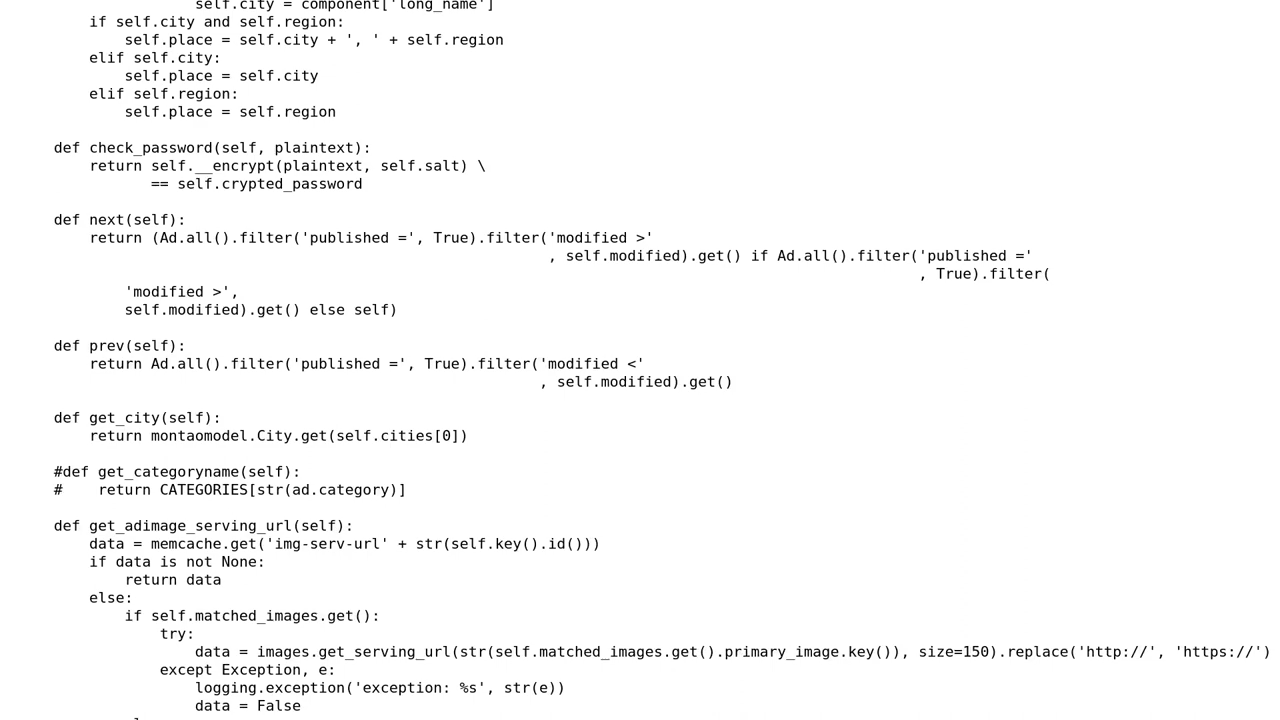 self.city = component['long_name']
    if self.city and self.region:
        self.place = self.city + ', ' + self.region
    elif self.city:
        self.place = self.city
    elif self.region:
        self.place = self.region

def check_password(self, plaintext):
    return self.__encrypt(plaintext, self.salt) \
           == self.crypted_password

def next(self):
    return (Ad.all().filter('published =', True).filter('modified >'
                                                        , self.modified).get() if Ad.all().filter('published ='
                                                                                                  , True).filter(
        'modified >',
        self.modified).get() else self)

def prev(self):
    return Ad.all().filter('published =', True).filter('modified <'
                                                       , self.modified).get()

def get_city(self):
    return montaomodel.City.get(self.cities[0])

#def get_categoryname(self):
#    return CATEGORIES[str(ad.category)]

def get_adimage_serving_url(self):
    data = memcache.get('img-serv-url' + str(self.key().id()))
    if data is not None:
        return data
    else:
        if self.matched_images.get():
            try:
                data = images.get_serving_url(str(self.matched_images.get().primary_image.key()), size=150).replace('http://', 'https://')
            except Exception, e:
                logging.exception('exception: %s', str(e))
                data = False